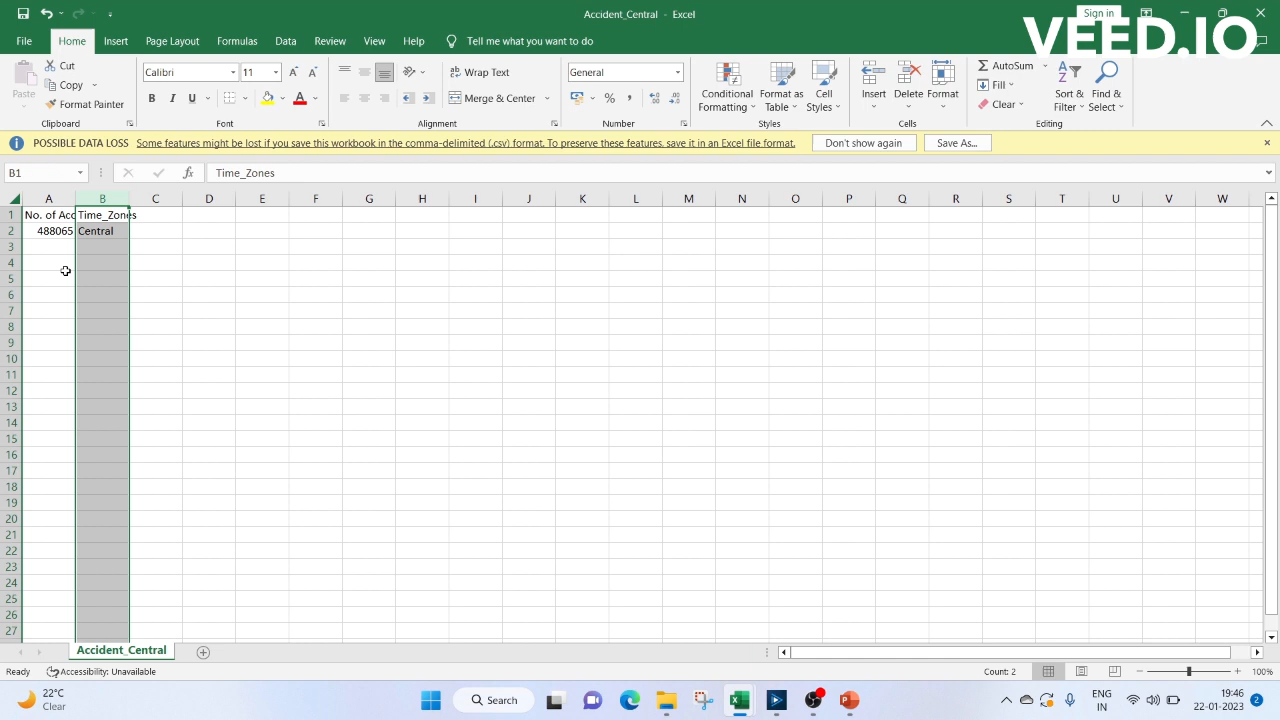 Accident_Central - Excel
Sign in
VEED.IO
File Home Insert Page Layout Formulas Data Review View Help Tell me what you want to do
Paste
Cut
Copy
Format Painter
Clipboard
Calibri 11
B I U
Font
Wrap Text
Merge & Center
Alignment
General
Number
Conditional Formatting
Format as Table
Cell Styles
Styles
Insert Delete Format
Cells
AutoSum
Fill
Clear
Sort & Filter
Find & Select
Editing
POSSIBLE DATA LOSS Some features might be lost if you save this workbook in the comma-delimited (.csv) format. To preserve these features, save it in an Excel file format. Don't show again Save As...
B1 fx Time_Zones
A B C D E F G H I J K L M N O P Q R S T U V W
1 No. of Acc Time_Zones
2 488065 Central
3
4
5
6
7
8
9
10
11
12
13
14
15
16
17
18
19
20
21
22
23
24
25
26
27
Accident_Central
Ready Accessibility: Unavailable Count: 2 100%
22°C
Clear
Search
ENG
IN
19:46
22-01-2023
2